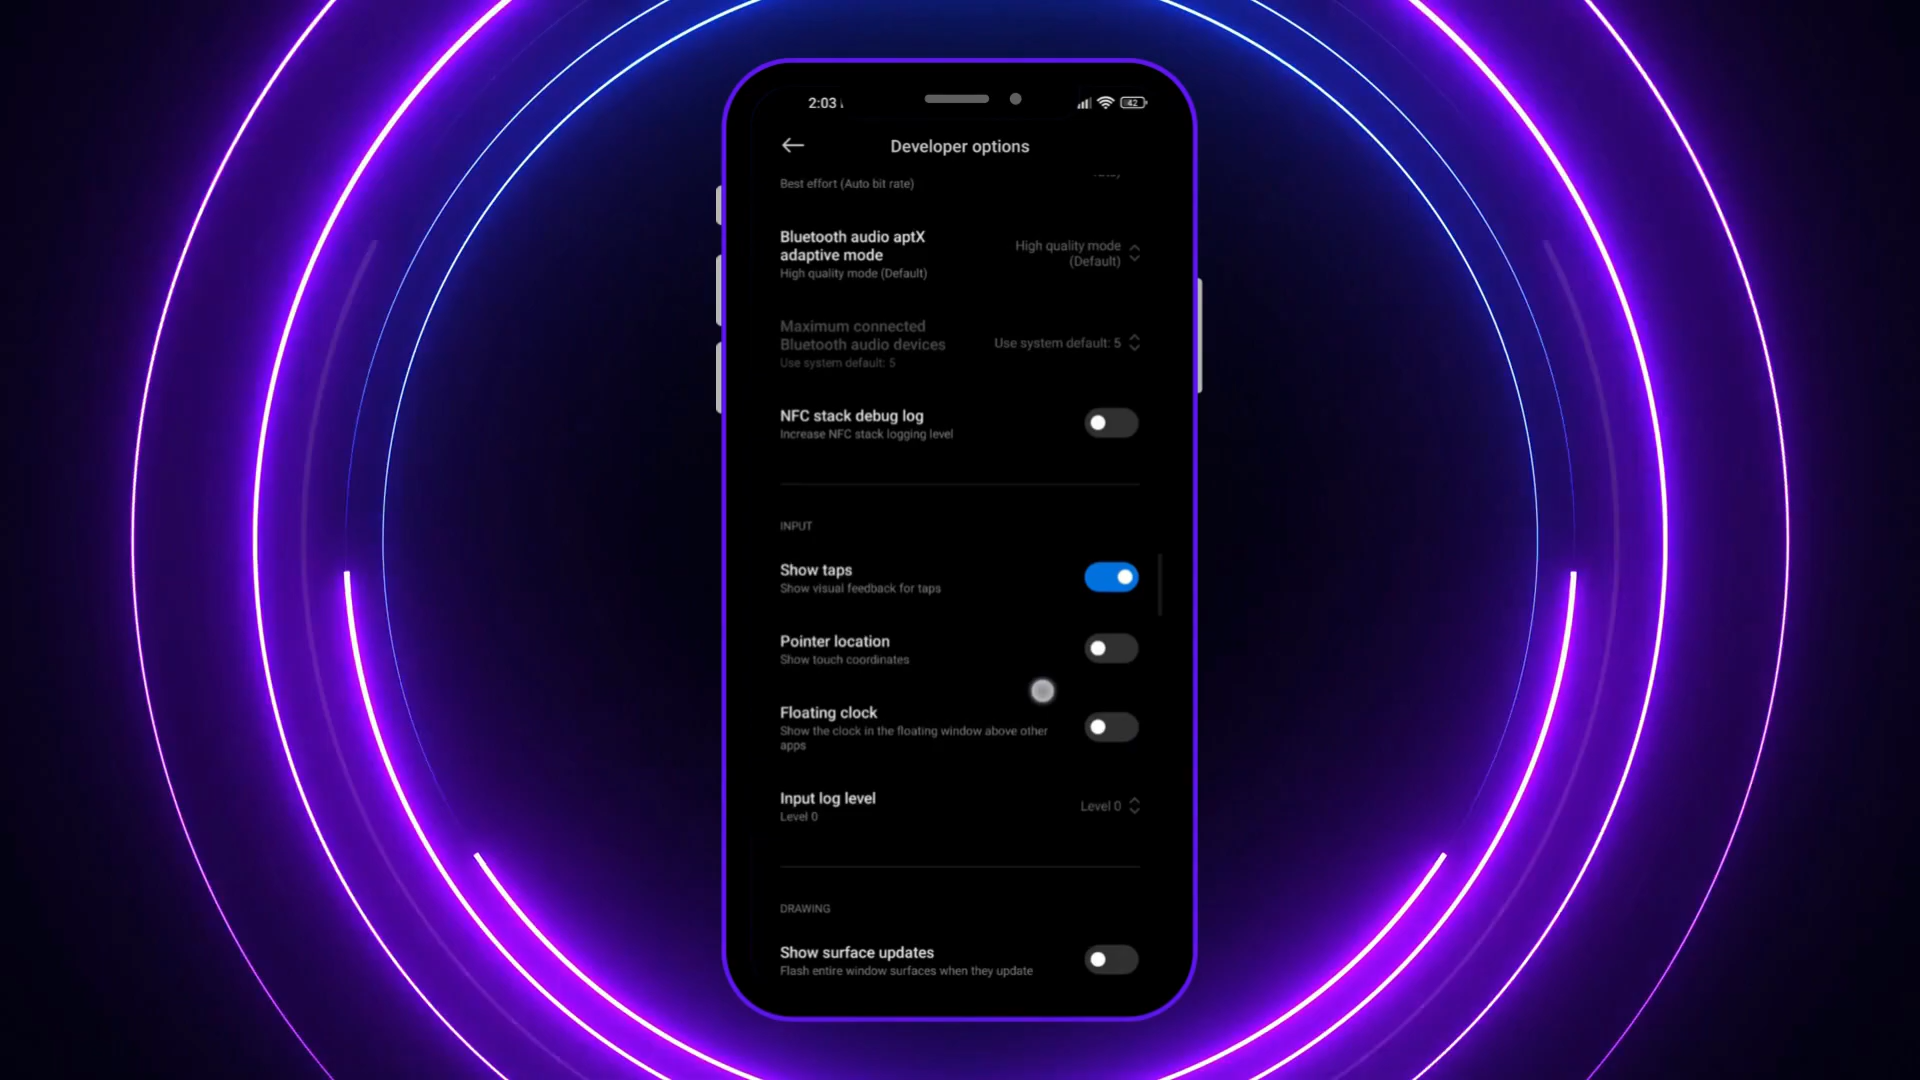 2:03
42
Developer options
Best effort (Auto bit rate)
Bluetooth audio aptX
adaptive mode
High quality mode (Default)
High quality mode
(Default)
Maximum connected
Bluetooth audio devices
Use system default: 5
Use system default: 5
NFC stack debug log
Increase NFC stack logging level
INPUT
Show taps
Show visual feedback for taps
Pointer location
Show touch coordinates
Floating clock
Show the clock in the floating window above other
apps
Input log level
Level 0
Level 0
DRAWING
Show surface updates
Flash entire window surfaces when they update